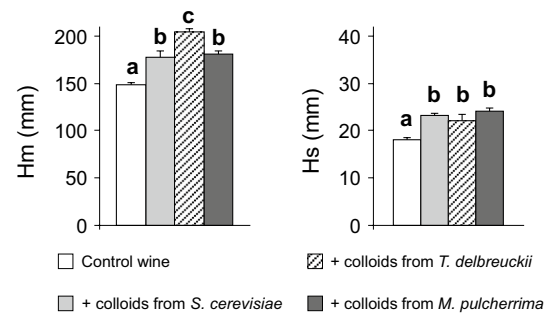 Hm (mm)
200
150
100
50
0
a
b
c
b
Hs (mm)
40
30
20
10
0
a
b
b
b
Control wine
+ colloids from T. delbreuckii
+ colloids from S. cerevisiae
+ colloids from M. pulcherrima